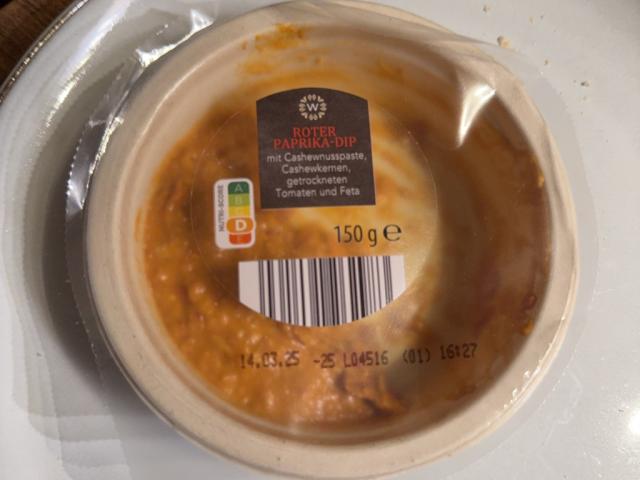 W
ROTER
PAPRIKA-DIP
mit Cashewnusspaste,
Cashewkernen,
getrockneten
Tomaten und Feta
NUTRI-SCORE
A
B
D
150 g e
14.03.25 -25 L04516 (01) 16:27